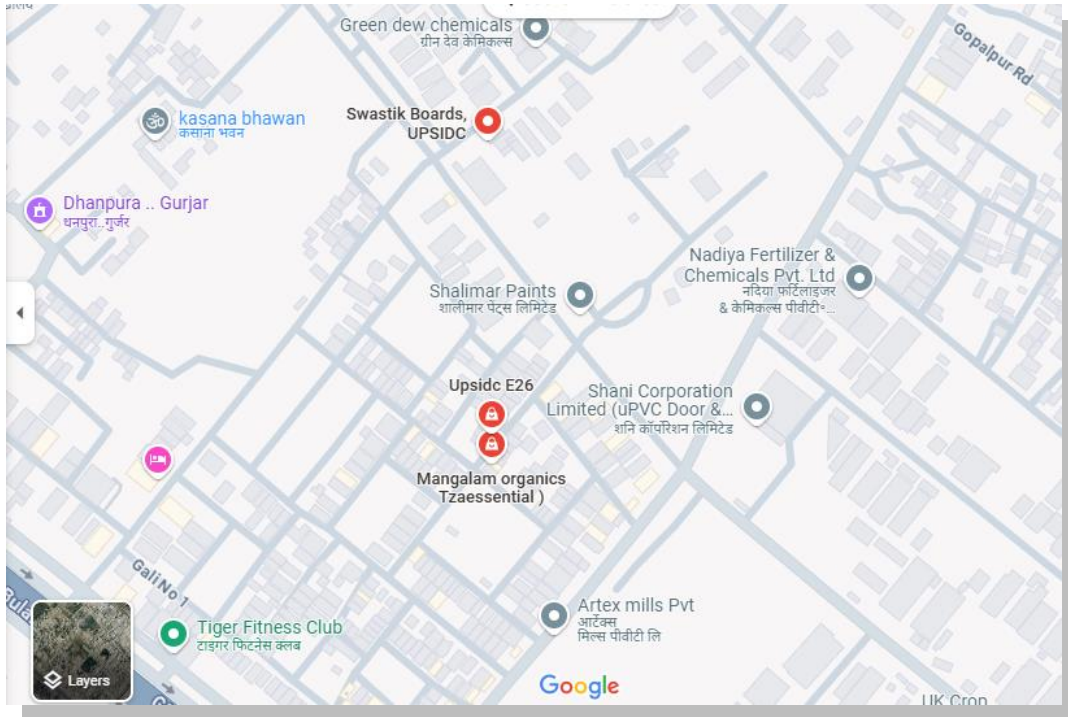 Green dew chemicals
ग्रीन देव केमिकल्स
Gopalpur Rd
kasana bhawan
कसाना भवन
Swastik Boards,
UPSIDC
Dhanpura .. Gurjar
धनपुरा..गुर्जर
Nadiya Fertilizer &
Chemicals Pvt. Ltd
नदिया फर्टिलाइजर
& केमिकल्स पीवीटी॰...
Shalimar Paints
शालीमार पेंट्स लिमिटेड
Upsidc E26
Shani Corporation
Limited (uPVC Door &...
शनि कॉर्पोरेशन लिमिटेड
Mangalam organics
Tzaessential )
Gali No 1
Artex mills Pvt
आर्टेक्स
मिल्स पीवीटी लि
Tiger Fitness Club
टाइगर फिटनेस क्लब
Layers
Google
UK Crop